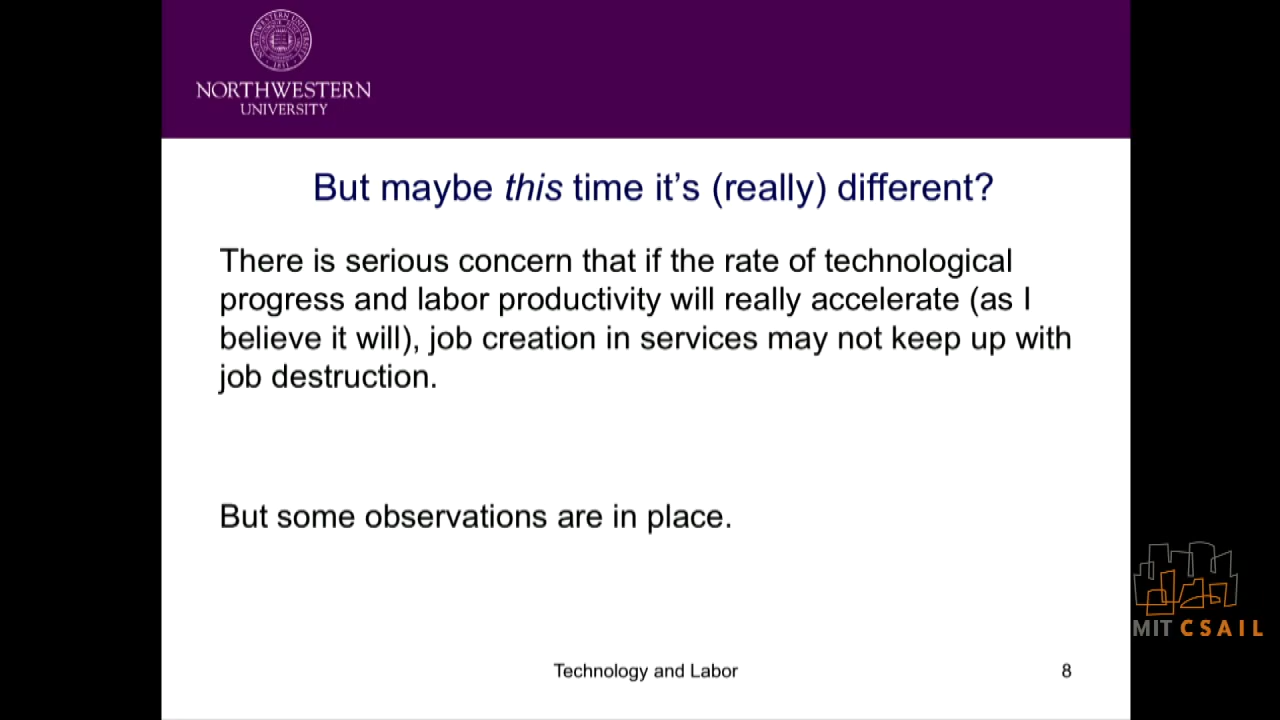 NORTHWESTERN
UNIVERSITY
But maybe this time it's (really) different?
There is serious concern that if the rate of technological
progress and labor productivity will really accelerate (as I
believe it will), job creation in services may not keep up with
job destruction.
But some observations are in place.
MIT CSAIL
Technology and Labor
8